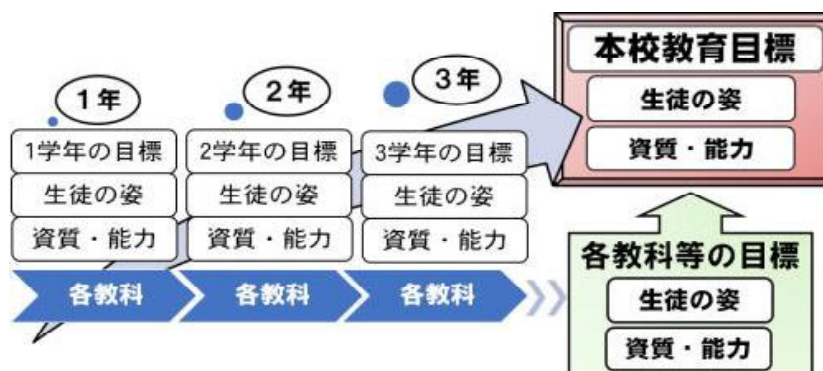 1年
1学年の目標
生徒の姿
資質・能力
各教科
2年
2学年の目標
生徒の姿
資質・能力
各教科
3年
3学年の目標
生徒の姿
資質・能力
各教科
本校教育目標
生徒の姿
資質・能力
各教科等の目標
生徒の姿
資質・能力